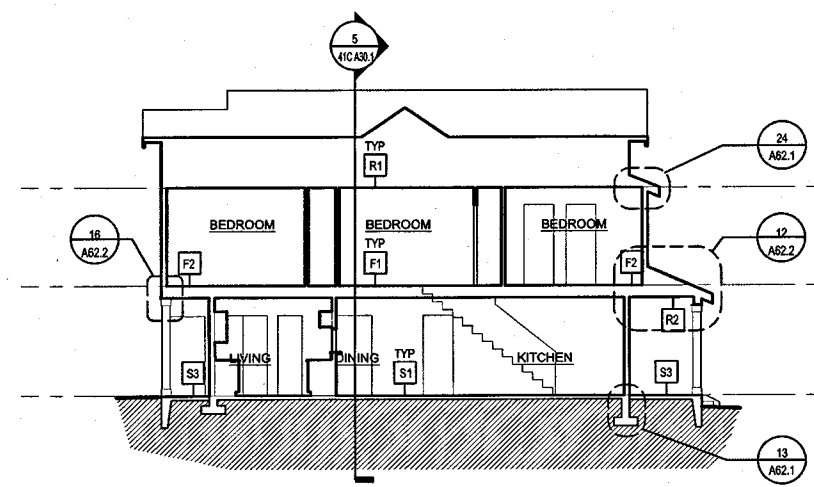 5
41C A30.1
24
A62.1
TYP
R1
BEDROOM
BEDROOM
BEDROOM
16
A62.2
12
A62.2
TYP
F2
F1
F2
R2
LIVING
DINING
KITCHEN
TYP
S3
S1
S3
13
A62.1